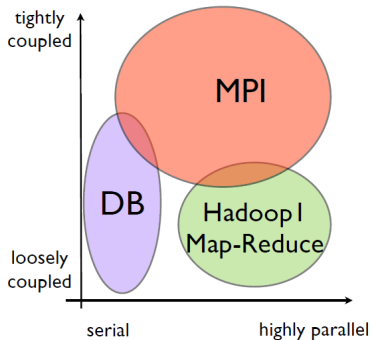 tightly
coupled
MPI
DB
Hadoop1
Map-Reduce
loosely
coupled
serial
highly parallel